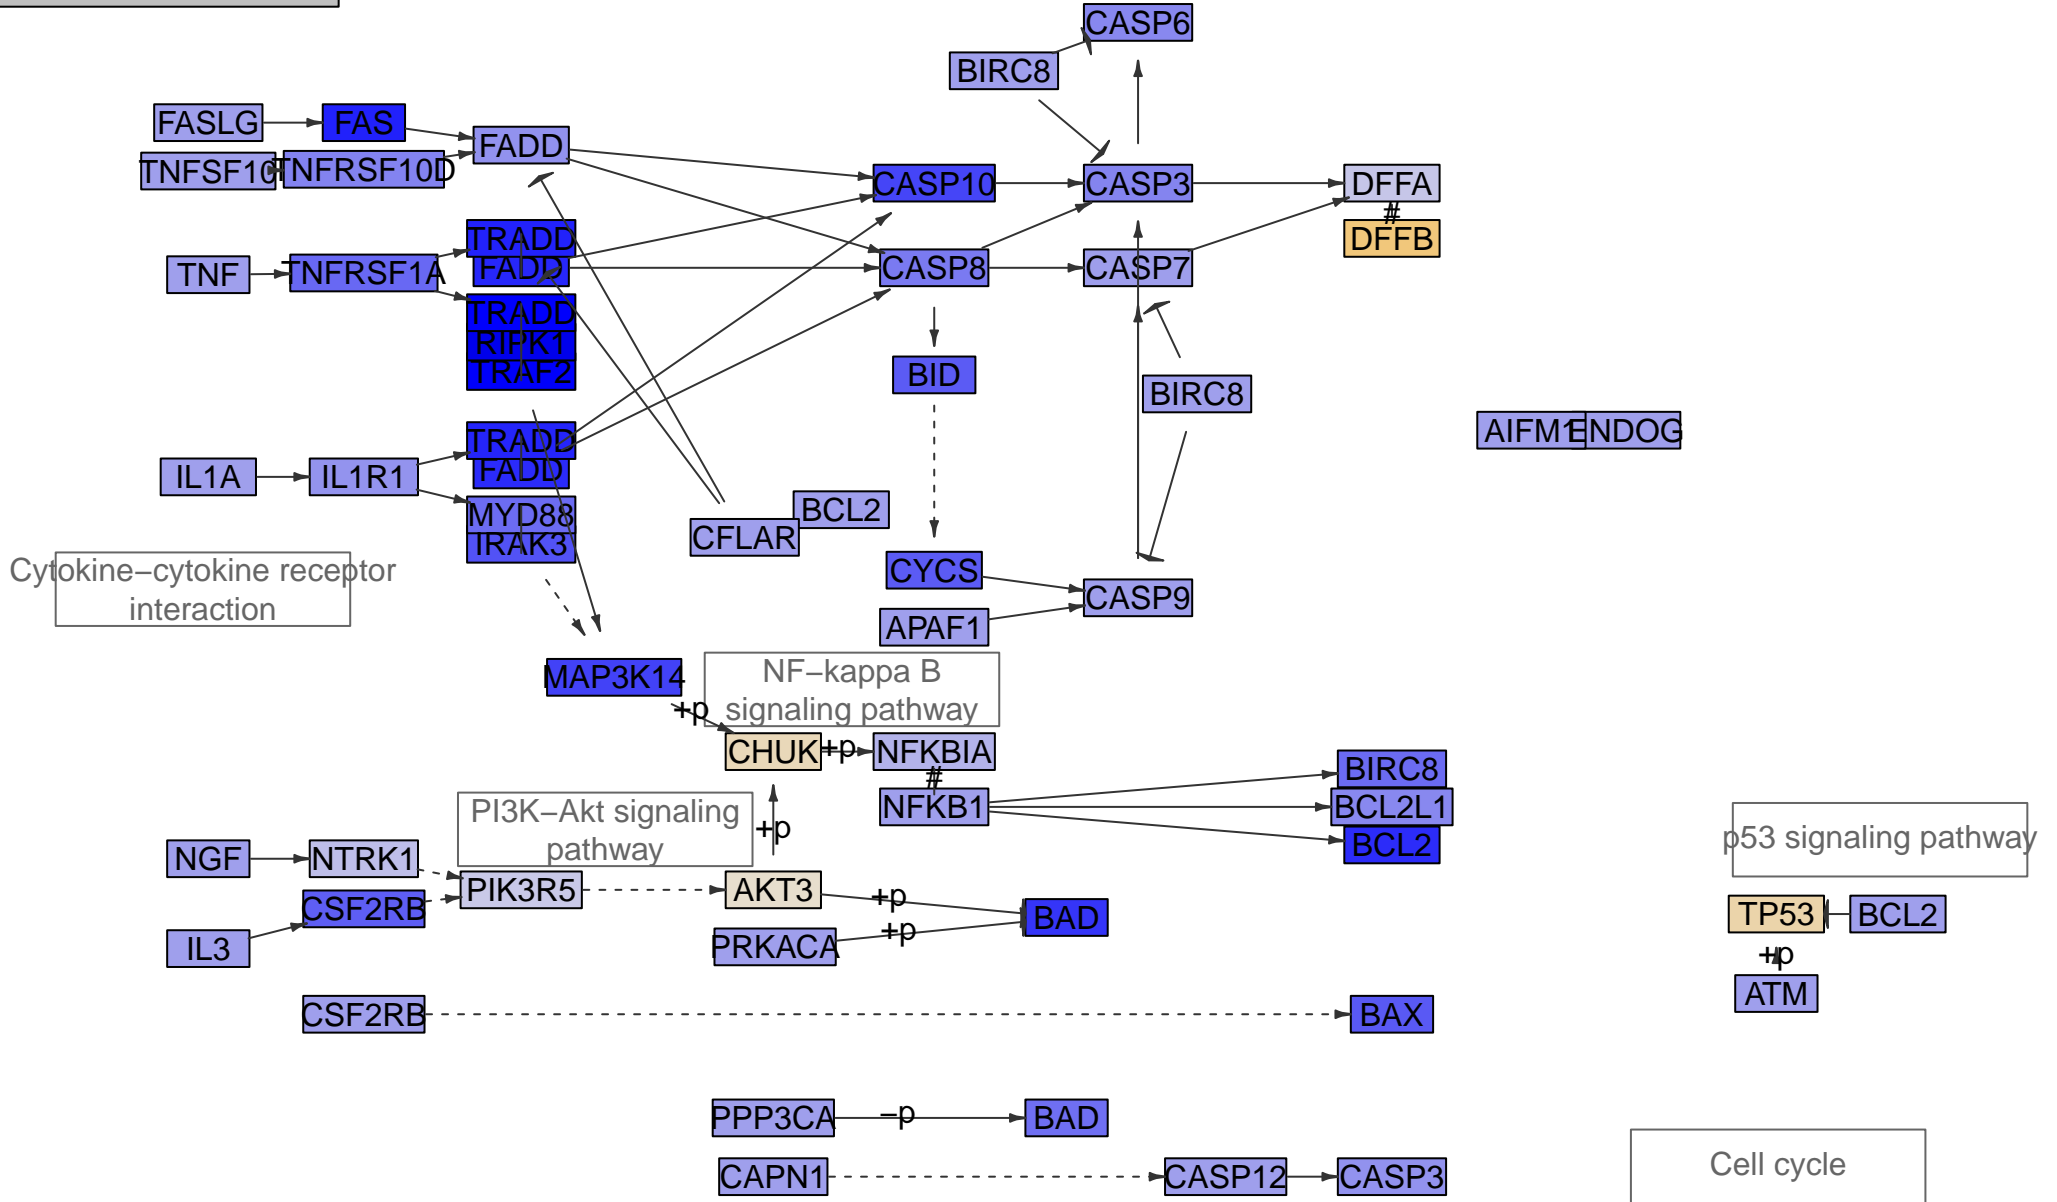 CASP6
BIRC8
FASLG
FAS
FADD
TNFSF10
TNFRSF10D
CASP10
CASP3
DFFA
#
DFFB
TRADD
FADD
TNF
TNFRSF1A
CASP8
CASP7
TRADD
RIPK1
TRAF2
BID
BIRC8
TRADD
FADD
AIFM1
ENDOG
IL1A
IL1R1
MYD88
IRAK3
BCL2
CFLAR
Cytokine−cytokine receptor
interaction
CYCS
CASP9
APAF1
MAP3K14
NF−kappa B
signaling pathway
+p
CHUK
+p
NFKBIA
#
NFKB1
BIRC8
BCL2L1
BCL2
PI3K−Akt signaling
pathway
+p
p53 signaling pathway
NGF
NTRK1
PIK3R5
AKT3
+p
CSF2RB
BAD
TP53
BCL2
IL3
PRKACA
+p
+p
ATM
CSF2RB
BAX
PPP3CA
−p
BAD
CAPN1
CASP12
CASP3
Cell cycle